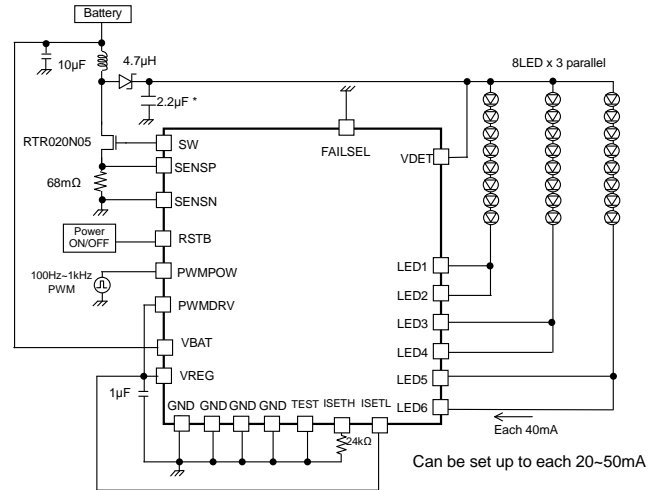 Battery
10μF
4.7μH
8LED x 3 parallel
2.2μF *
RTR020N05
FAILSEL
SW
VDET
SENSP
68mΩ
SENSN
Power
ON/OFF
RSTB
LED1
100Hz~1kHz
PWM
PWMPOW
LED2
PWMDRV
LED3
VBAT
LED4
VREG
LED5
1μF
GND
GND
GND
GND
TEST
ISETH
ISETL
LED6
24kΩ
Each 40mA
Can be set up to each 20~50mA